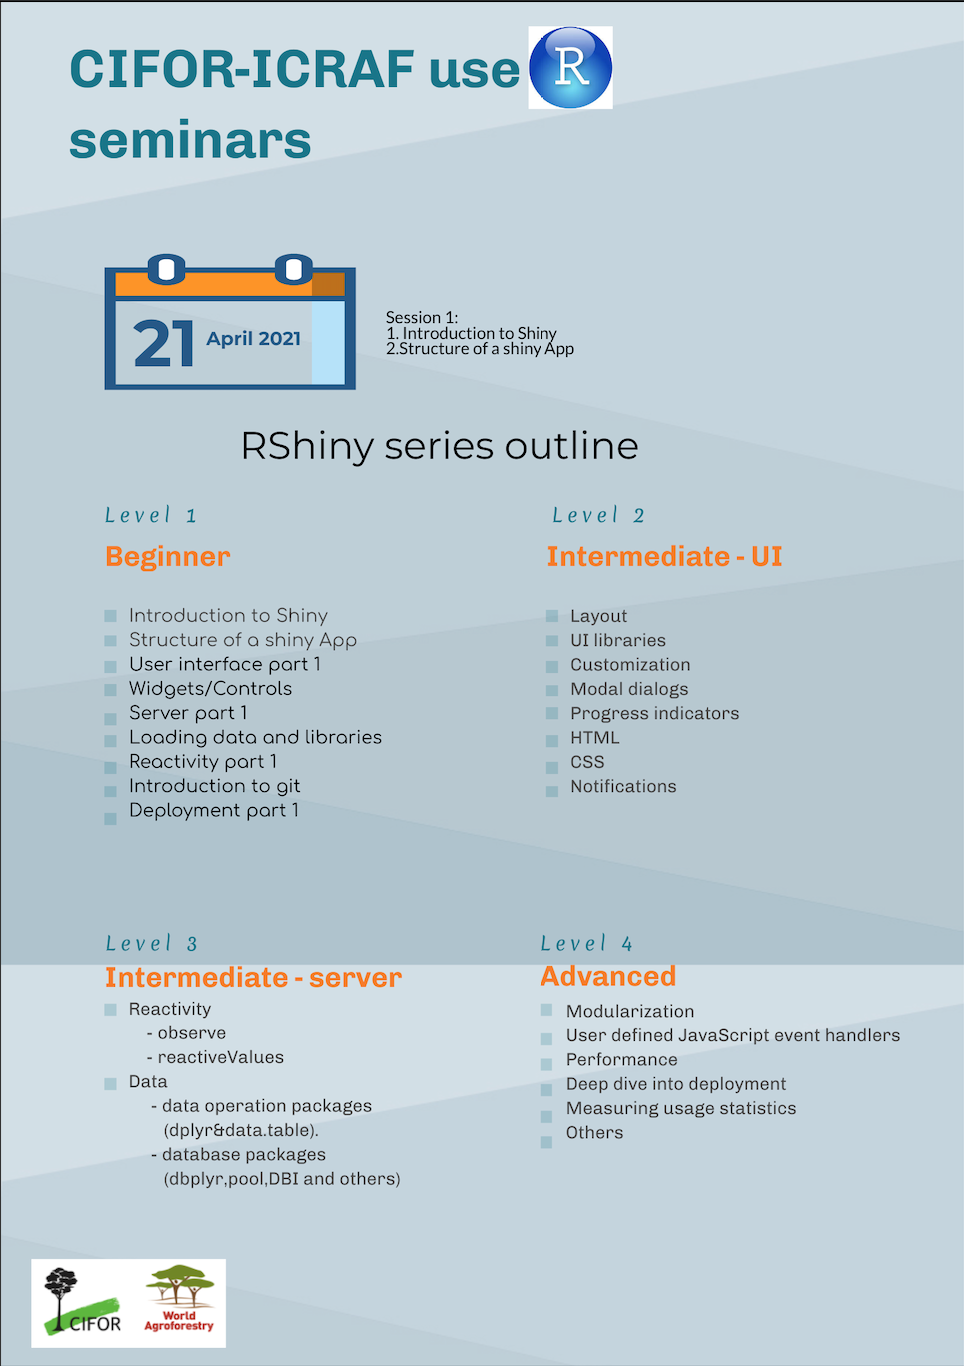 CIFOR-ICRAF use R
seminars
21 April 2021
Session 1:
1. Introduction to Shiny
2.Structure of a shiny App
RShiny series outline
Level 1
Beginner
Introduction to Shiny
Structure of a shiny App
User interface part 1
Widgets/Controls
Server part 1
Loading data and libraries
Reactivity part 1
Introduction to git
Deployment part 1
Level 2
Intermediate - UI
Layout
UI libraries
Customization
Modal dialogs
Progress indicators
HTML
CSS
Notifications
Level 3
Intermediate - server
Reactivity
- observe
- reactiveValues
Data
- data operation packages
(dplyr&data.table).
- database packages
(dbplyr,pool,DBI and others)
Level 4
Advanced
Modularization
User defined JavaScript event handlers
Performance
Deep dive into deployment
Measuring usage statistics
Others
CIFOR
World
Agroforestry